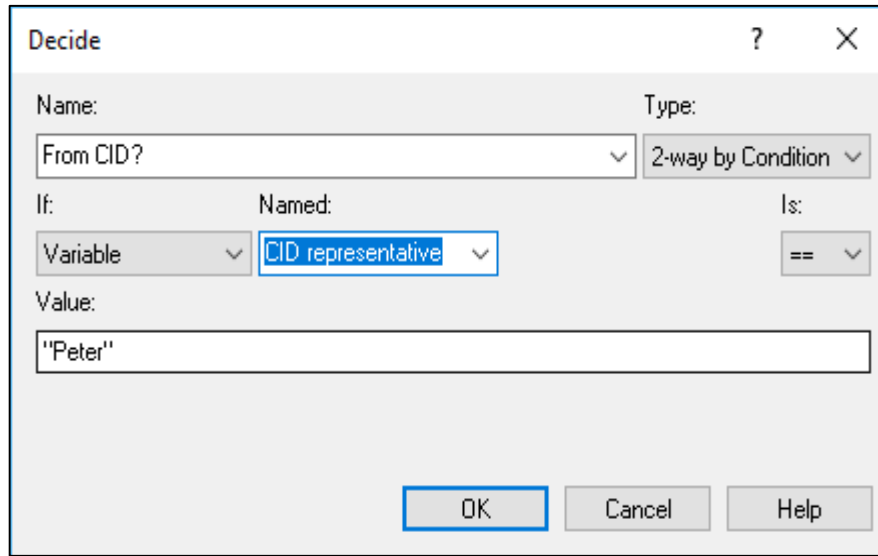 Decide ?
Name: Type:
From CID? 2-way by Condition
If: Named: Is:
Variable CID representative ==
Value:
"Peter"
OK Cancel Help